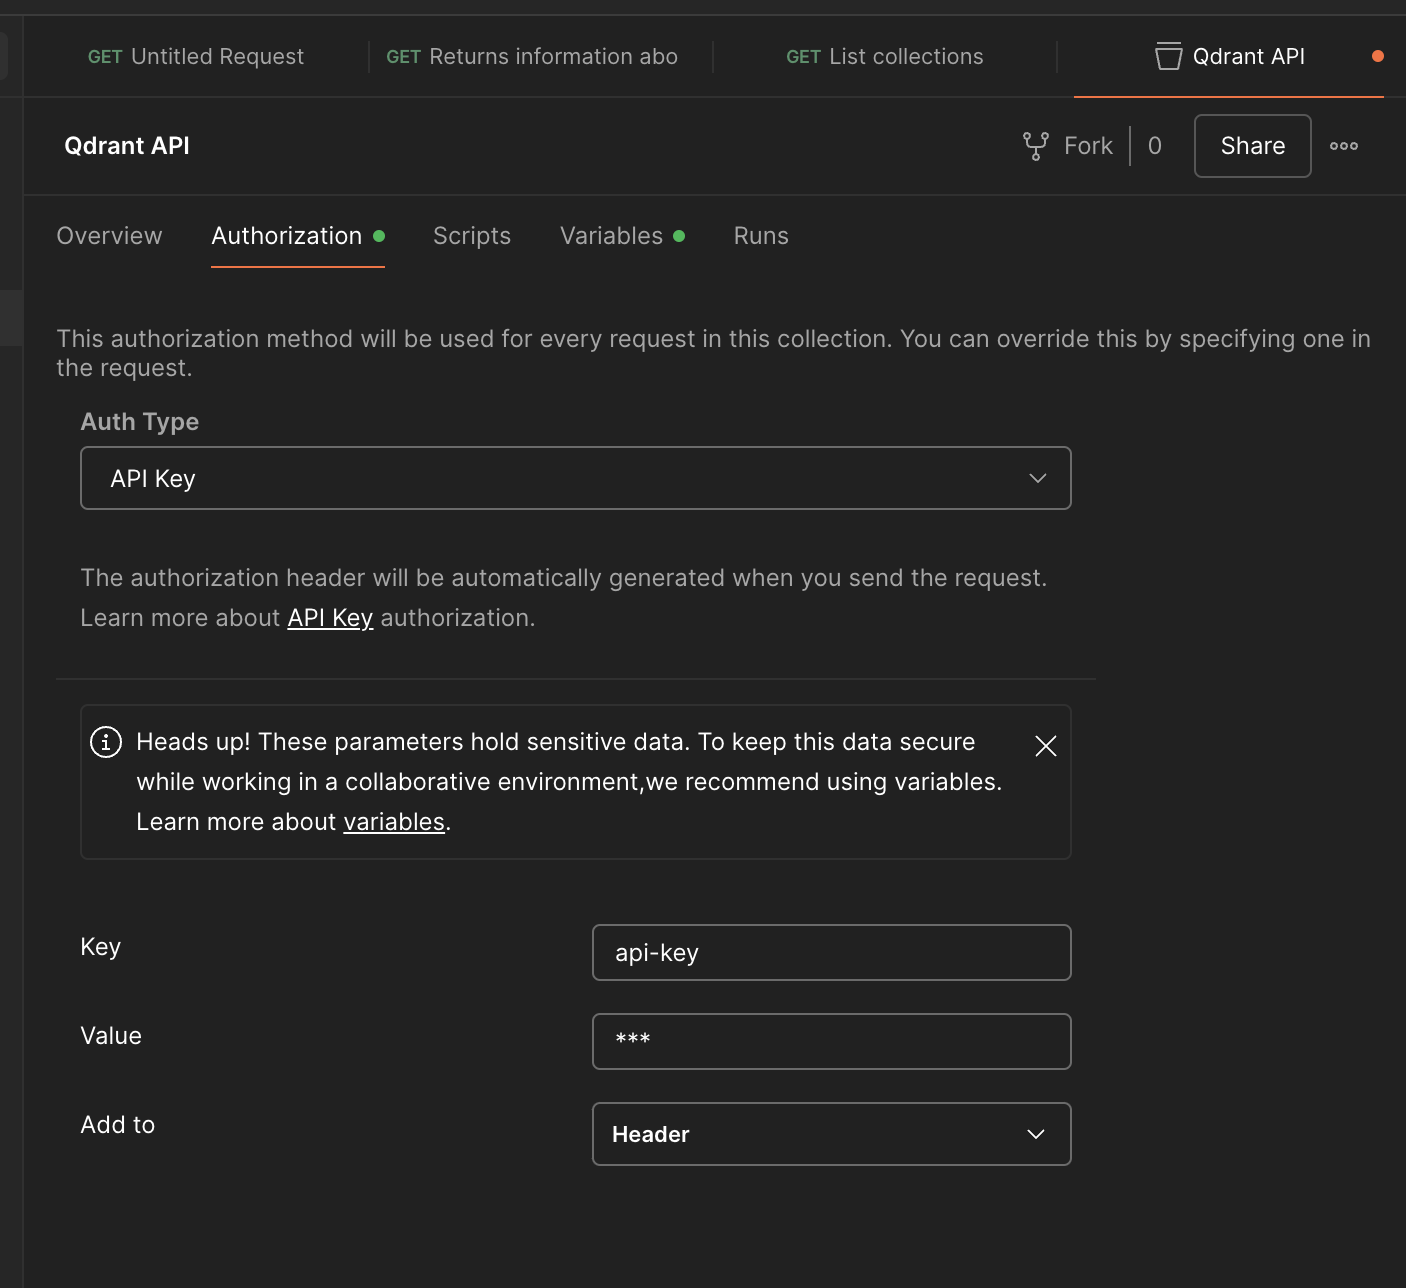 GET Untitled Request GET Returns information abo GET List collections Qdrant API
Qdrant API Fork 0 Share
Overview Authorization Scripts Variables Runs
This authorization method will be used for every request in this collection. You can override this by specifying one in
the request.
Auth Type
API Key
The authorization header will be automatically generated when you send the request.
Learn more about API Key authorization.
Heads up! These parameters hold sensitive data. To keep this data secure
while working in a collaborative environment,we recommend using variables.
Learn more about variables.
Key api-key
Value ***
Add to Header